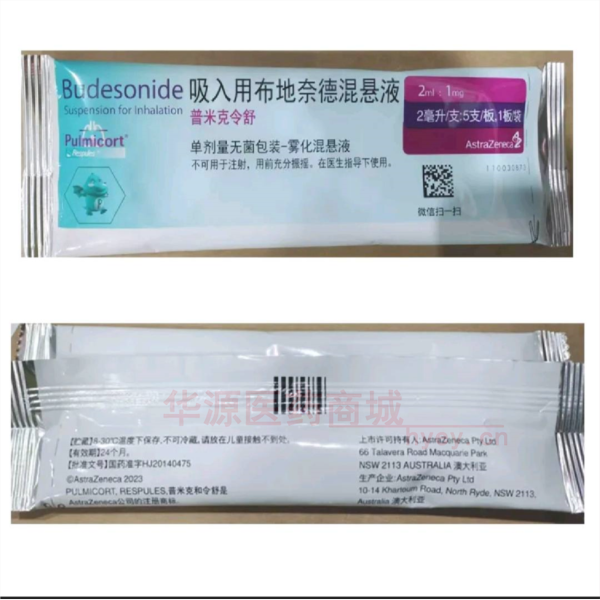 Budesonide 吸入用布地奈德混悬液
Suspension for Inhalation
普米克令舒
Pulmicort®
Respules
单剂量无菌包装-雾化混悬液
不可用于注射，用前充分振摇。在医生指导下使用。
2ml : 1mg
2毫升/支;5支/板,1板/袋
AstraZeneca
微信扫一扫
华源医药商城
hyey.cn
【贮藏】8-30℃温度下保存,不可冷藏,请放在儿童接触不到处。
【有效期】24个月。
【批准文号】国药准字HJ20140475
©AstraZeneca 2023
PULMICORT, RESPULES,普米克和令舒是
AstraZeneca公司的注册商标.
上市许可持有人 AstraZeneca Pty Ltd.
66 Talavera Road Macquarie Park
NSW 2113 AUSTRALIA 澳大利亚
生产企业:AstraZeneca Pty Ltd
10-14 Khartoum Road, North Ryde, NSW 2113,
Australia 澳大利亚